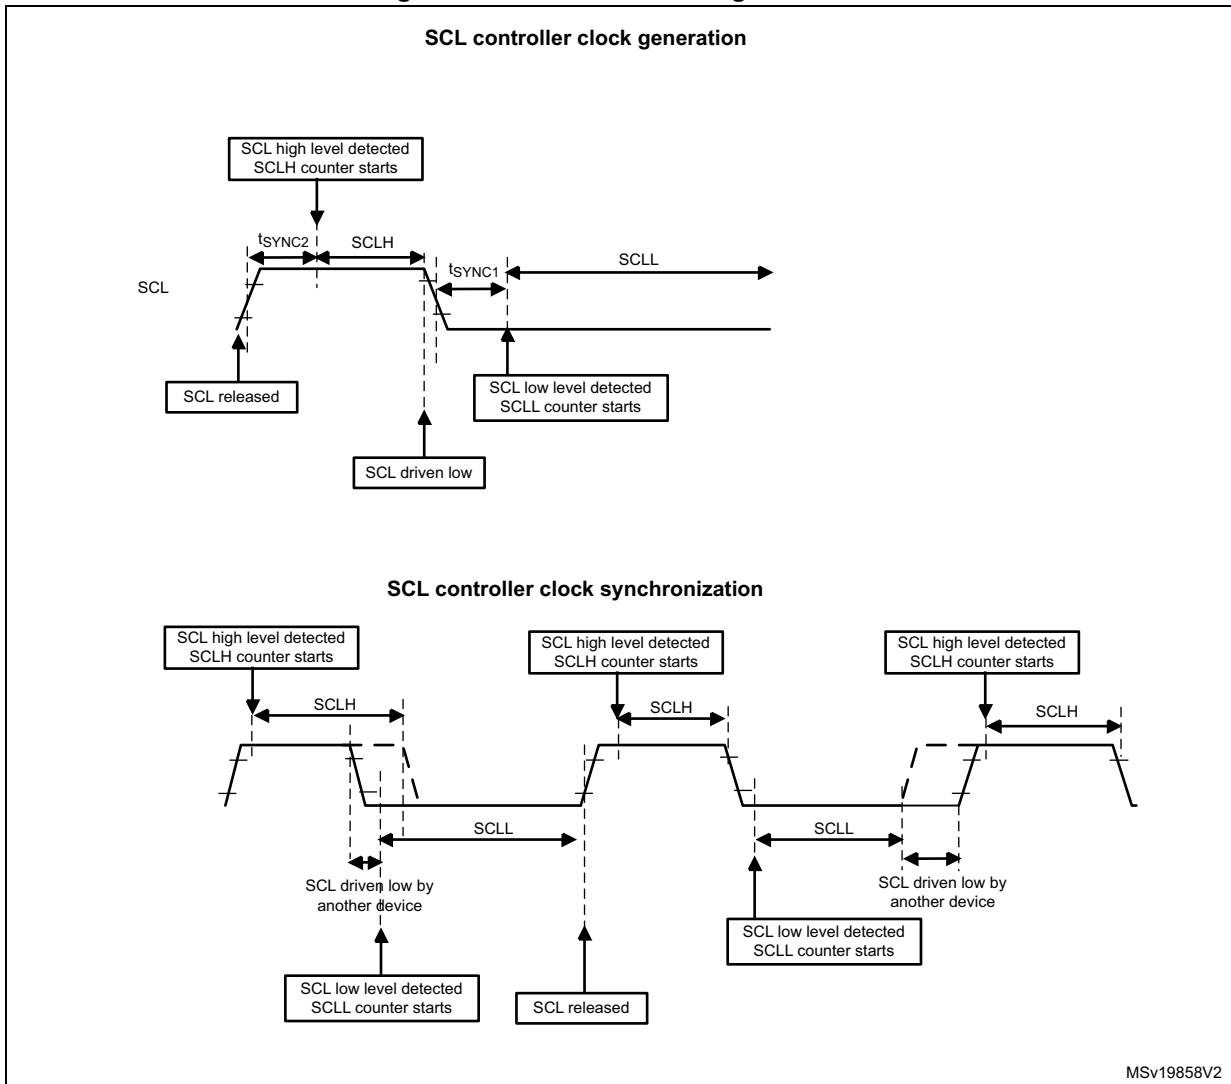 SCL controller clock generation
SCL high level detected
SCLH counter starts
tSYNC2
SCLH
SCLL
tSYNC1
SCL
SCL released
SCL low level detected
SCLL counter starts
SCL driven low
SCL controller clock synchronization
SCL high level detected
SCLH counter starts
SCL high level detected
SCLH counter starts
SCL high level detected
SCLH counter starts
SCLH
SCLH
SCLH
SCLL
SCLL
SCL driven low by
another device
SCL driven low by
another device
SCL low level detected
SCLL counter starts
SCL low level detected
SCLL counter starts
SCL released
MSv19858V2